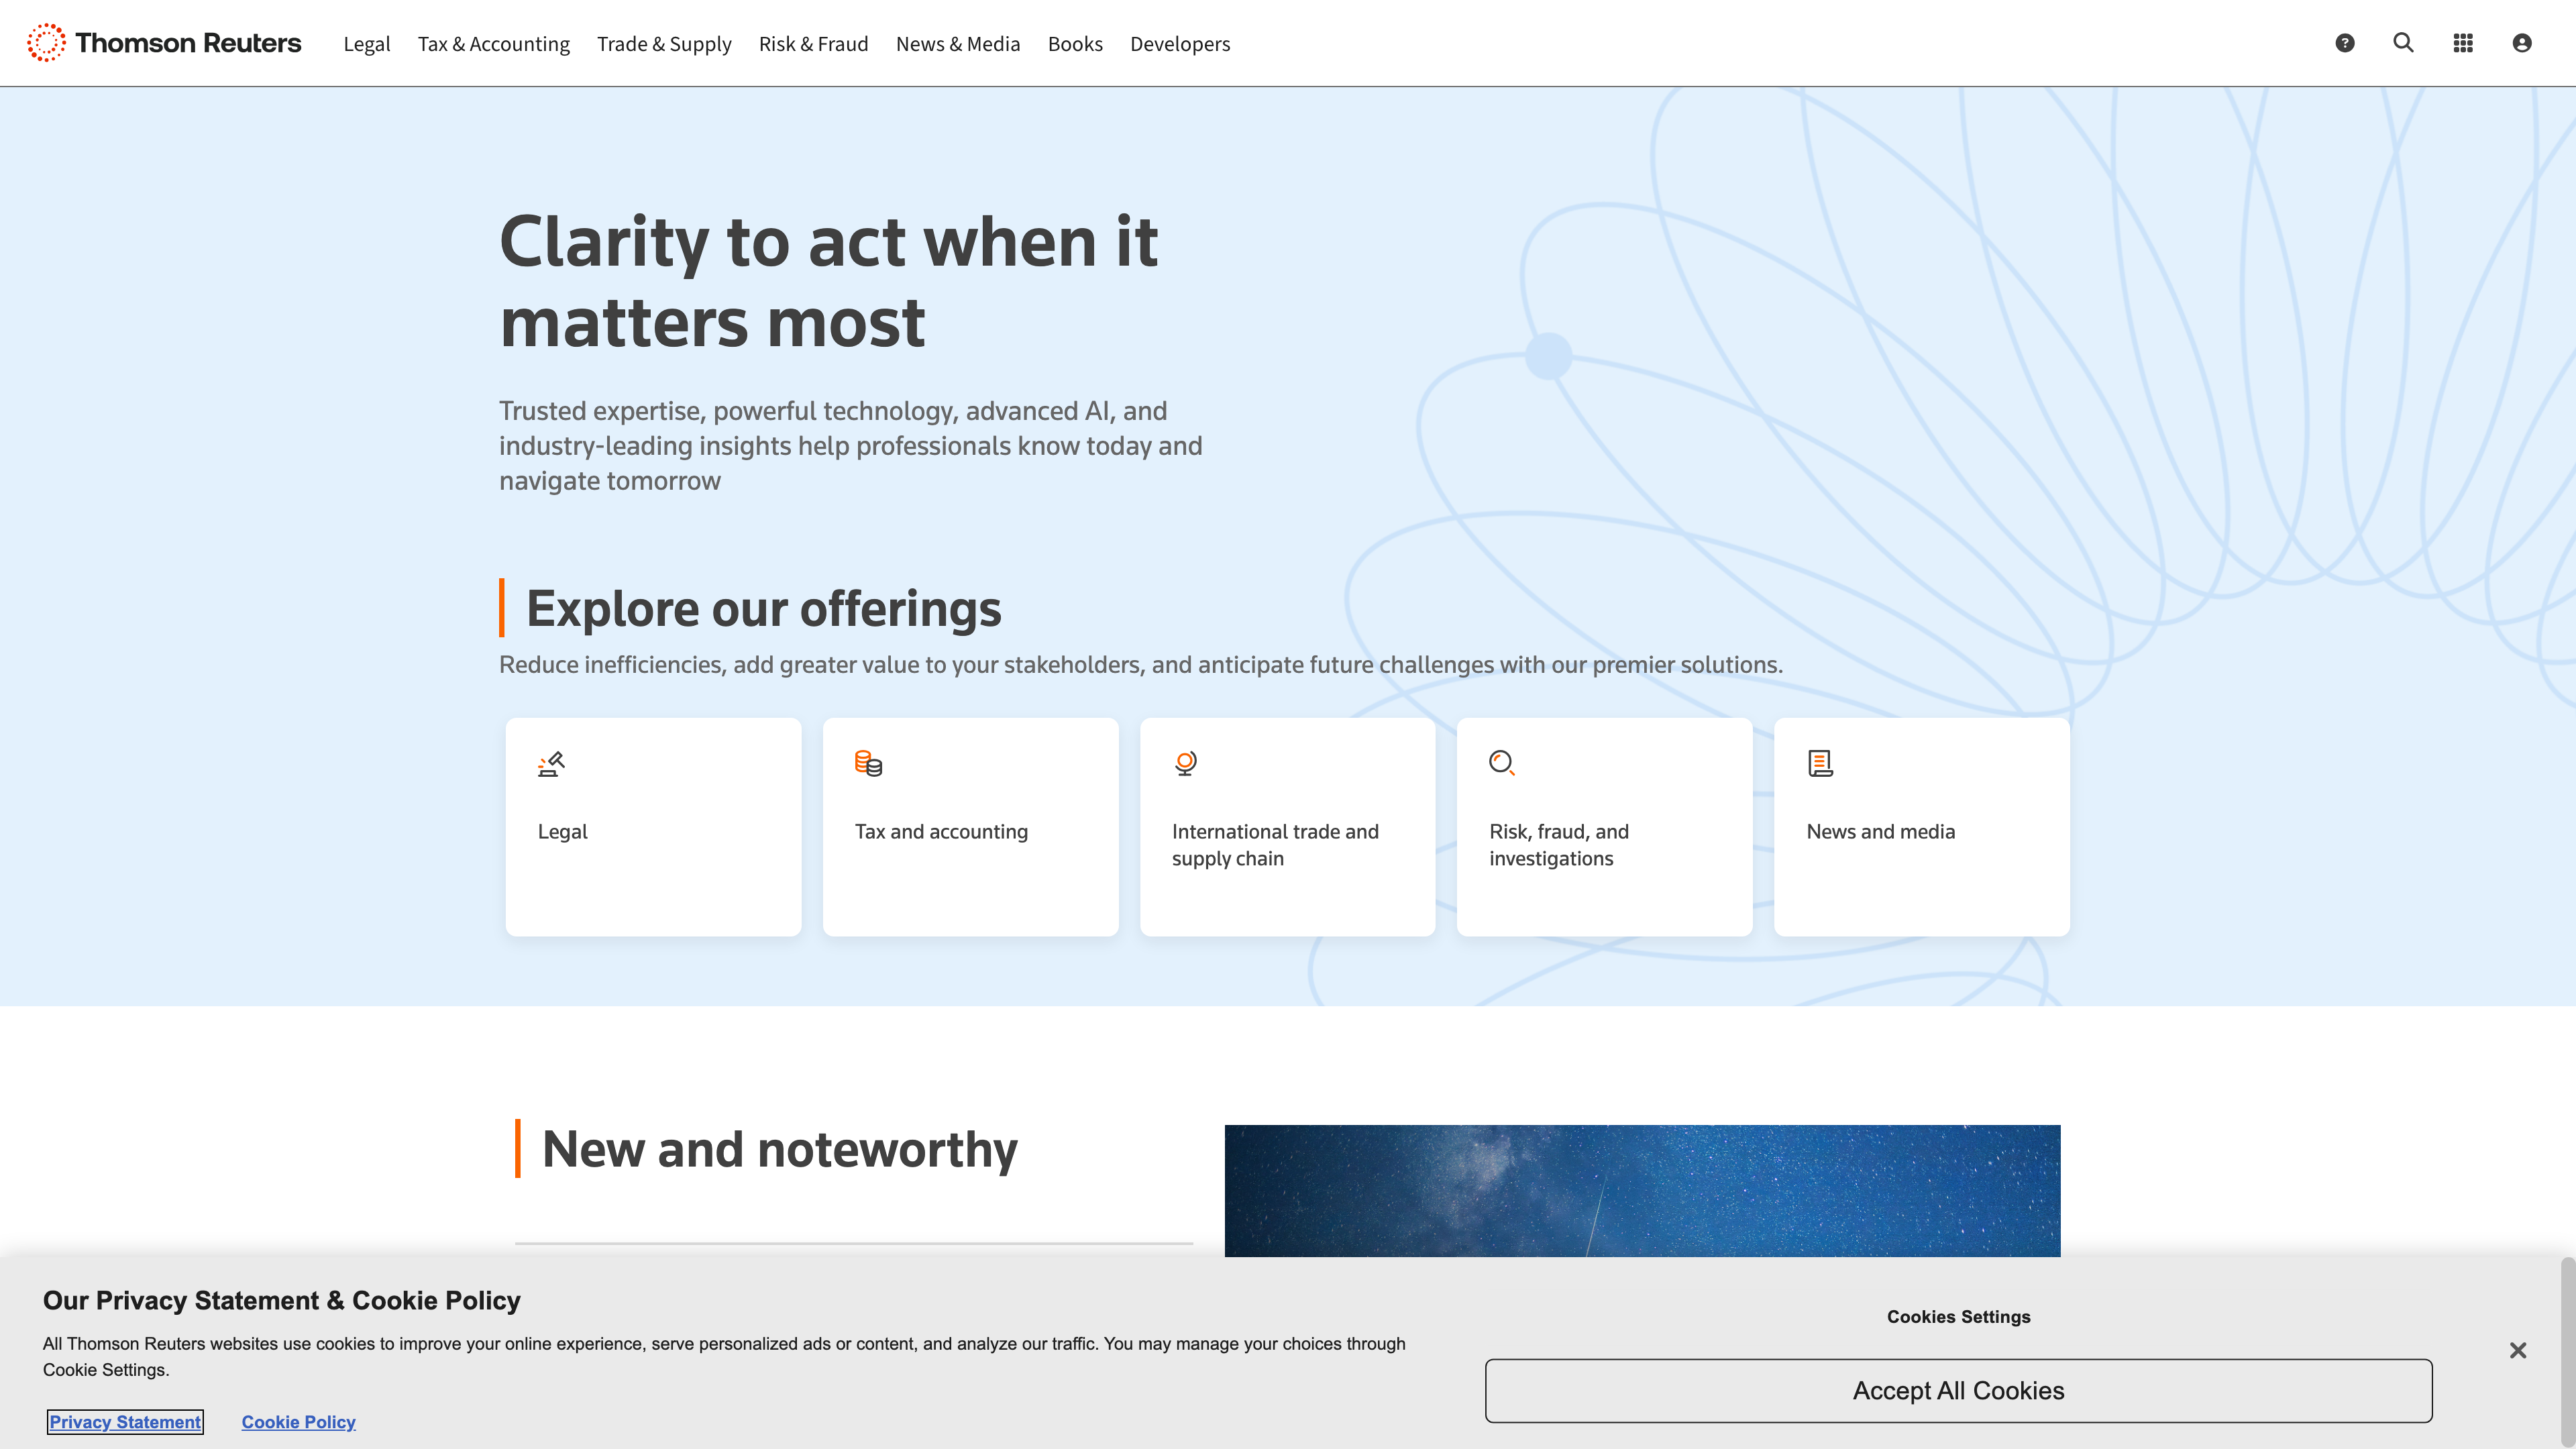 Thomson Reuters
Legal
Tax & Accounting
Trade & Supply
Risk & Fraud
News & Media
Books
Developers
Clarity to act when it
matters most
Trusted expertise, powerful technology, advanced AI, and
industry-leading insights help professionals know today and
navigate tomorrow
Explore our offerings
Reduce inefficiencies, add greater value to your stakeholders, and anticipate future challenges with our premier solutions.
Legal
Tax and accounting
International trade and
supply chain
Risk, fraud, and
investigations
News and media
New and noteworthy
Our Privacy Statement & Cookie Policy
All Thomson Reuters websites use cookies to improve your online experience, serve personalized ads or content, and analyze our traffic. You may manage your choices through
Cookie Settings.
Privacy Statement
Cookie Policy
Cookies Settings
Accept All Cookies